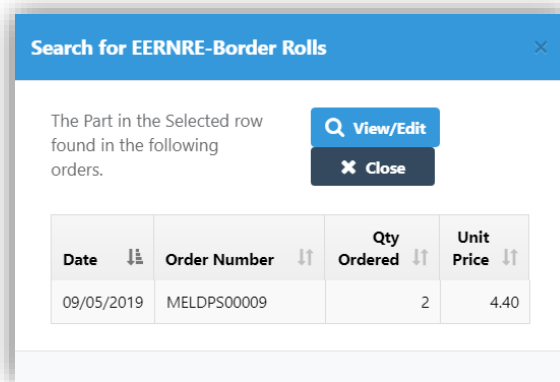 Search for EERNRE-Border Rolls ×
The Part in the Selected row
found in the following
orders.
View/Edit
Close
Date Order Number Qty Ordered Unit Price
09/05/2019 MELDPS00009 2 4.40